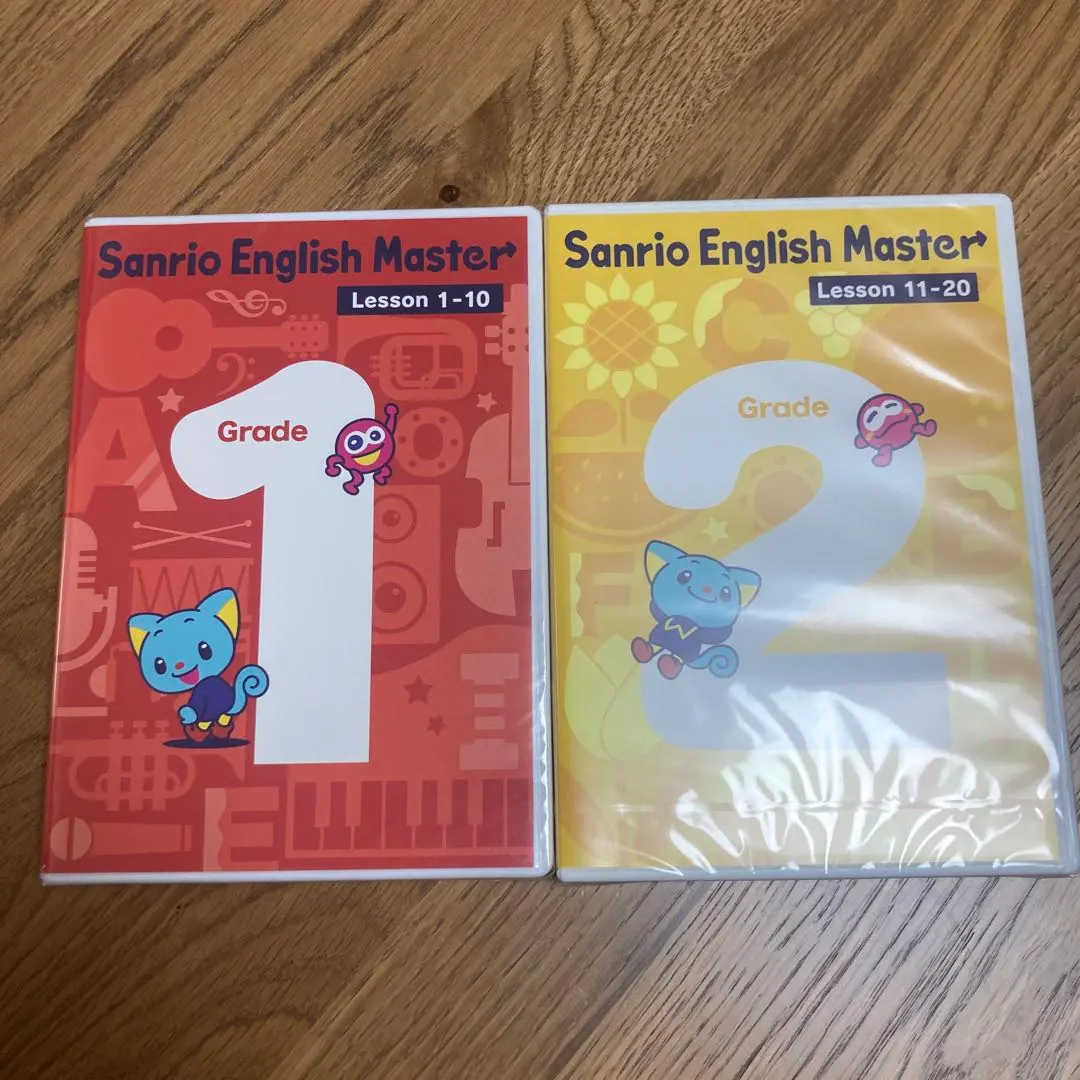 Sanrio English Master
Lesson 1-10
Grade
1
Sanrio English Master
Lesson 11-20
Grade
2